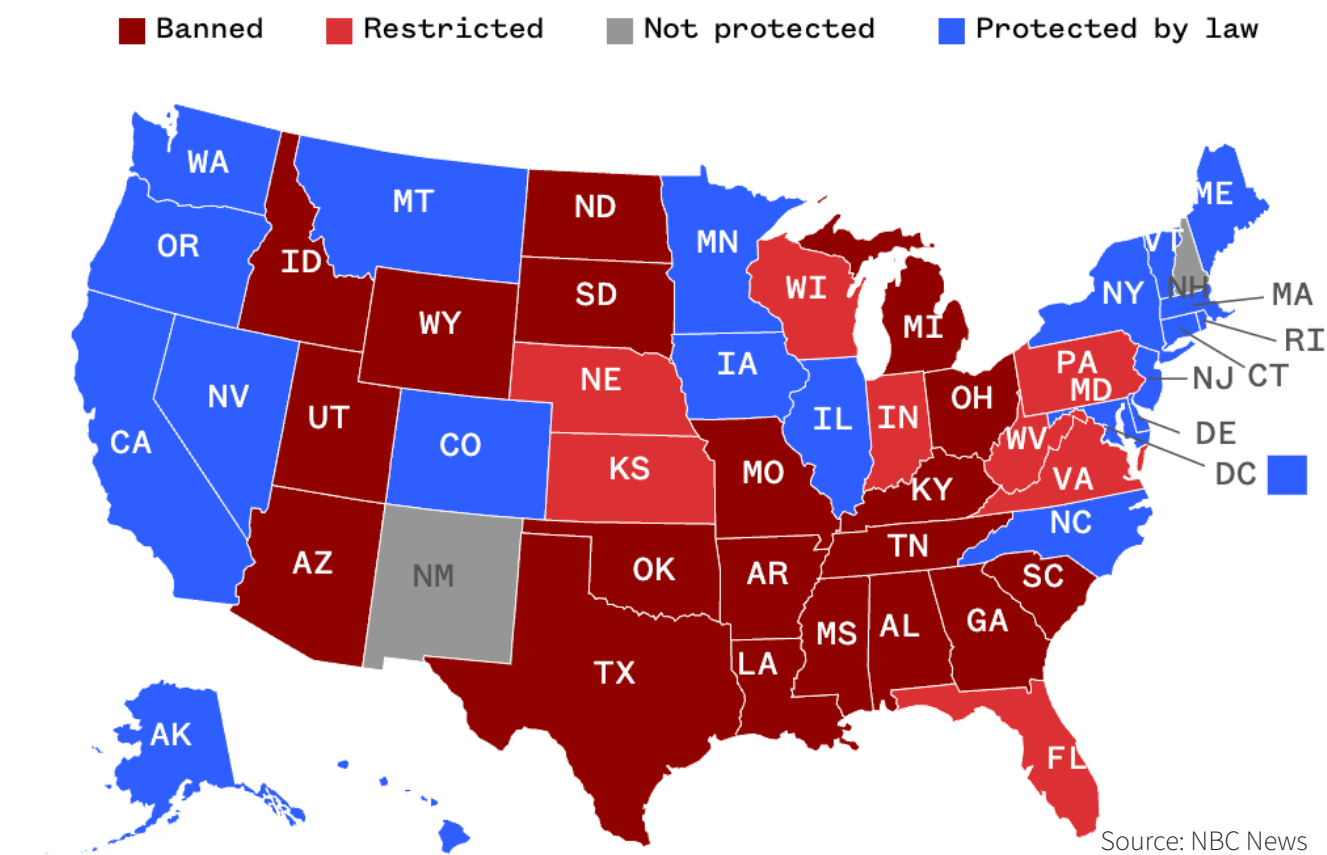 Banned Restricted Not protected Protected by law
WA
MT
ND
ME
OR
MN
VT
ID
SD
WI
NY
NH
MA
WY
MI
RI
NV
UT
NE
IA
PA
MD
NJ
CT
CA
CO
KS
MO
IL
IN
OH
WV
VA
DE
DC
KY
NC
AZ
NM
OK
AR
TN
SC
TX
LA
MS
AL
GA
AK
FL
Source: NBC News